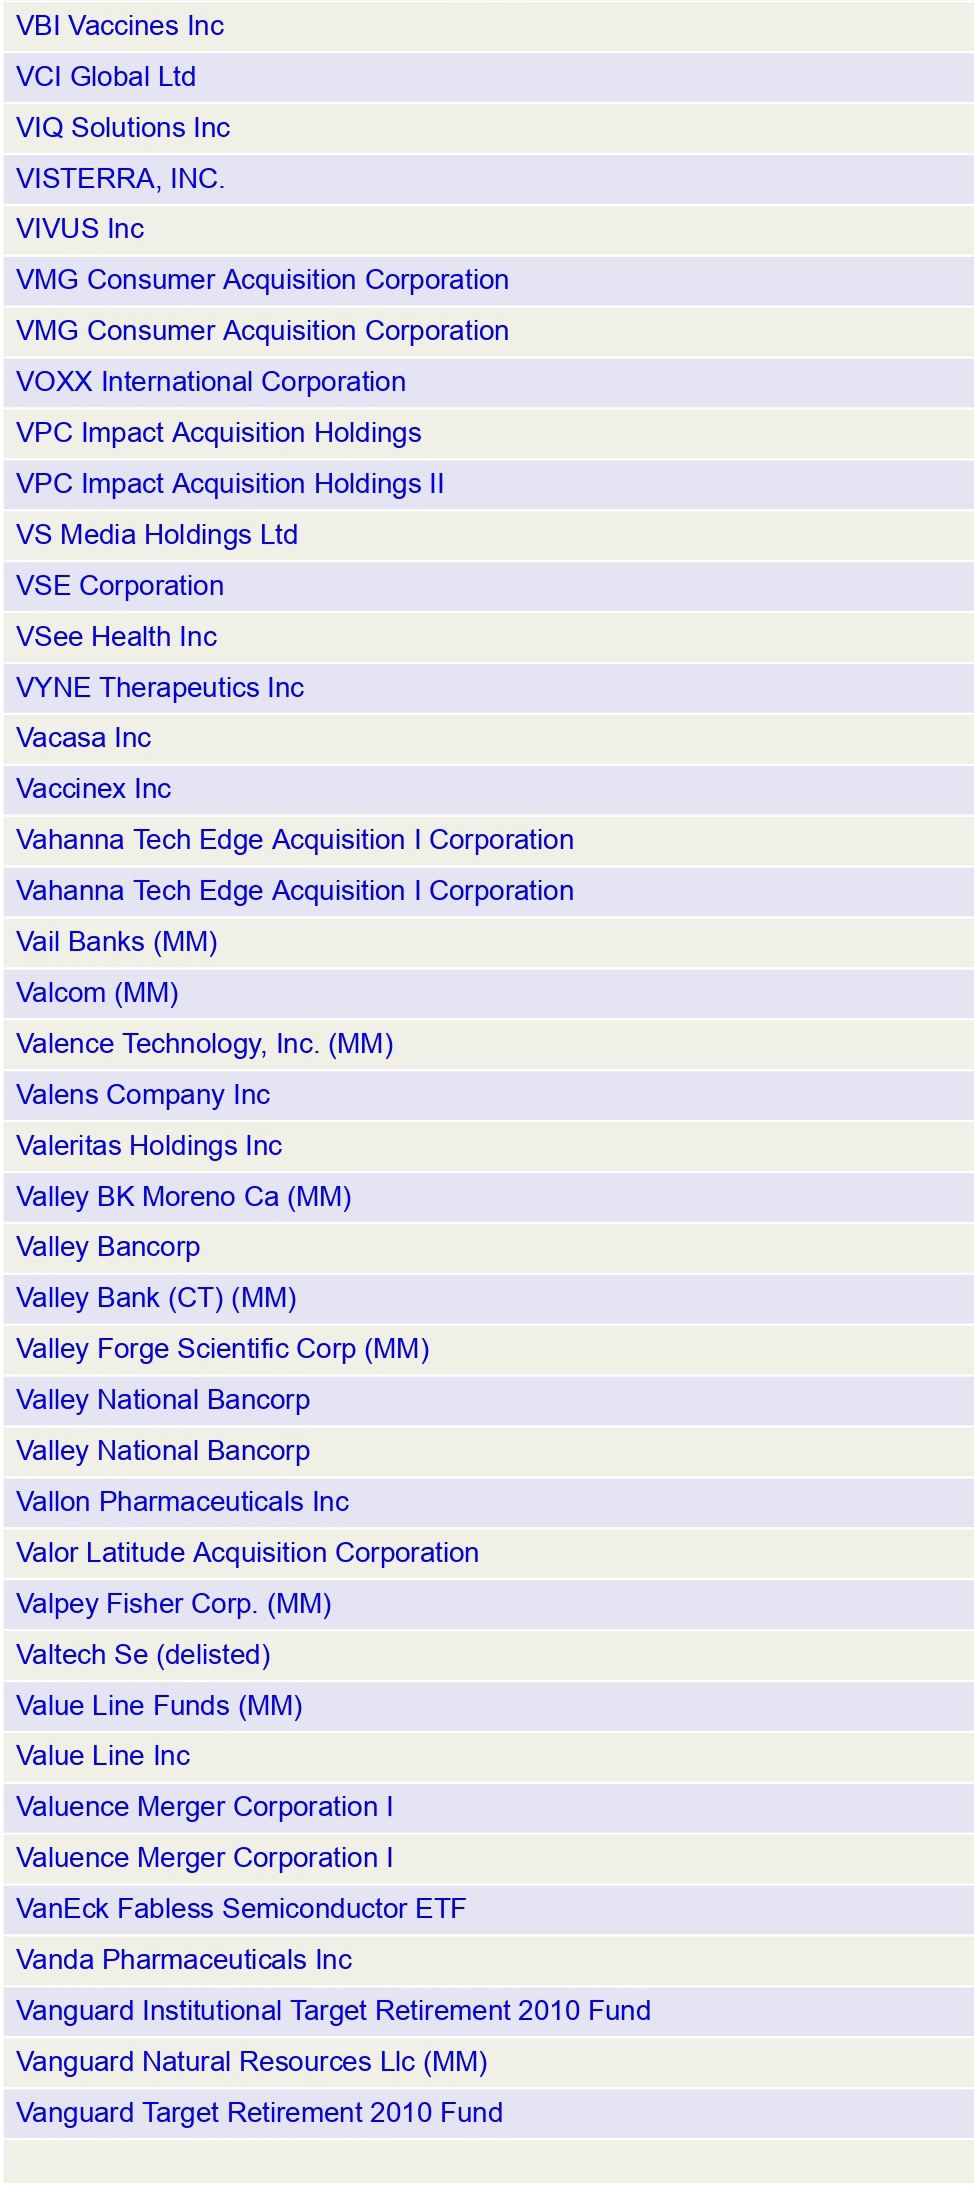 VBI Vaccines Inc
VCI Global Ltd
VIQ Solutions Inc
VISTERRA, INC.
VIVUS Inc
VMG Consumer Acquisition Corporation
VMG Consumer Acquisition Corporation
VOXX International Corporation
VPC Impact Acquisition Holdings
VPC Impact Acquisition Holdings II
VS Media Holdings Ltd
VSE Corporation
VSee Health Inc
VYNE Therapeutics Inc
Vacasa Inc
Vaccinex Inc
Vahanna Tech Edge Acquisition I Corporation
Vahanna Tech Edge Acquisition I Corporation
Vail Banks (MM)
Valcom (MM)
Valence Technology, Inc. (MM)
Valens Company Inc
Valeritas Holdings Inc
Valley BK Moreno Ca (MM)
Valley Bancorp
Valley Bank (CT) (MM)
Valley Forge Scientific Corp (MM)
Valley National Bancorp
Valley National Bancorp
Vallon Pharmaceuticals Inc
Valor Latitude Acquisition Corporation
Valpey Fisher Corp. (MM)
Valtech Se (delisted)
Value Line Funds (MM)
Value Line Inc
Valuence Merger Corporation I
Valuence Merger Corporation I
VanEck Fabless Semiconductor ETF
Vanda Pharmaceuticals Inc
Vanguard Institutional Target Retirement 2010 Fund
Vanguard Natural Resources Llc (MM)
Vanguard Target Retirement 2010 Fund